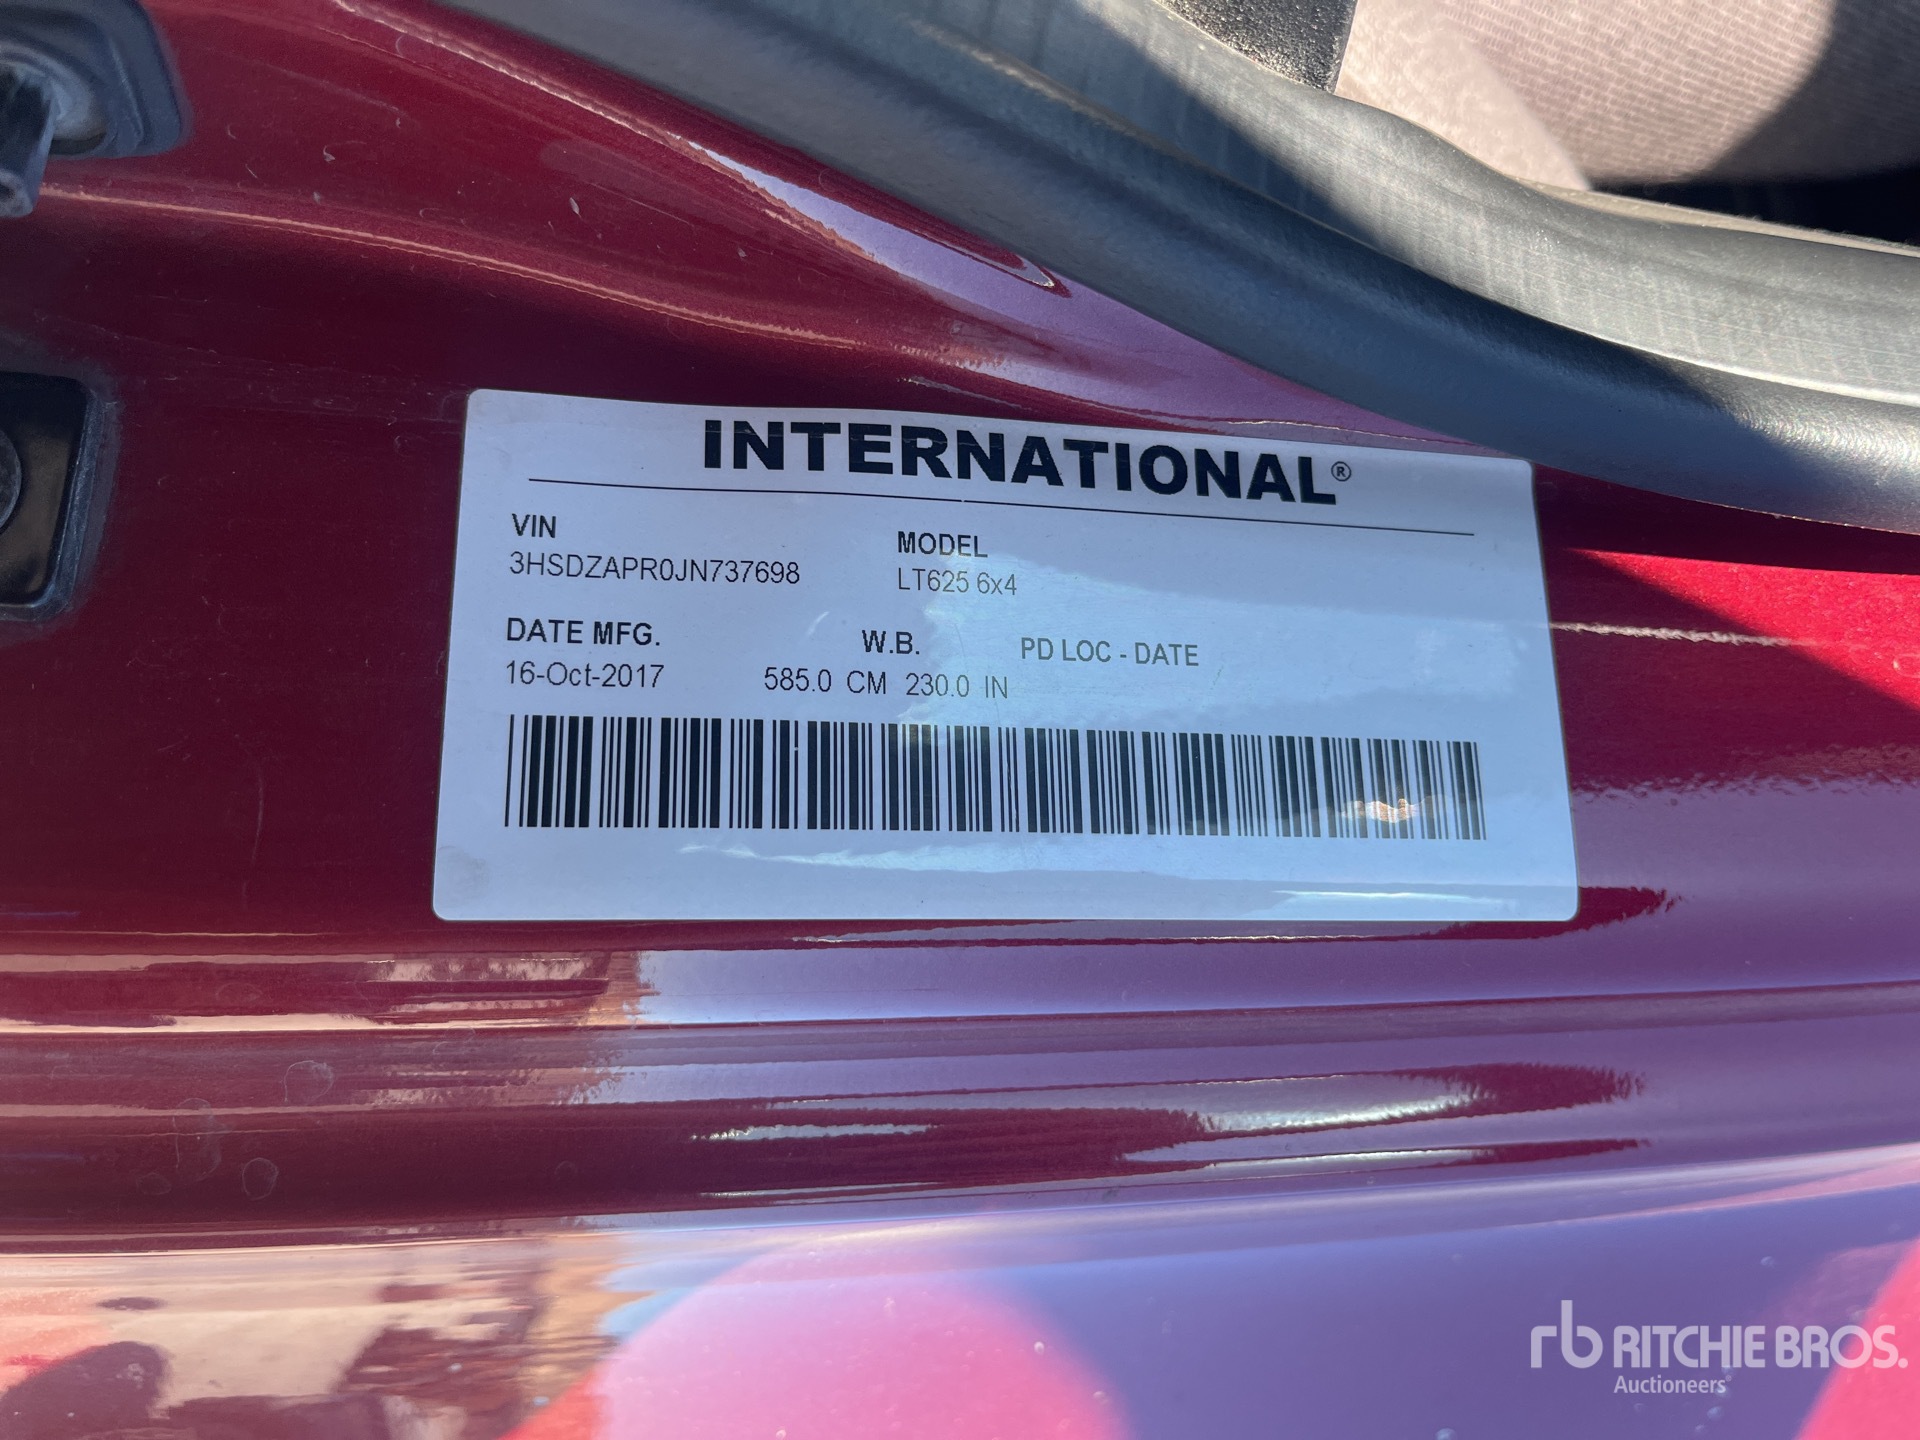 INTERNATIONAL®
VIN
3HSDZAPR0JN737698
MODEL
LT625 6x4
DATE MFG.
16-Oct-2017
W.B.
585.0 CM 230.0 IN
PD LOC - DATE
rb RITCHIE BROS.
Auctioneers